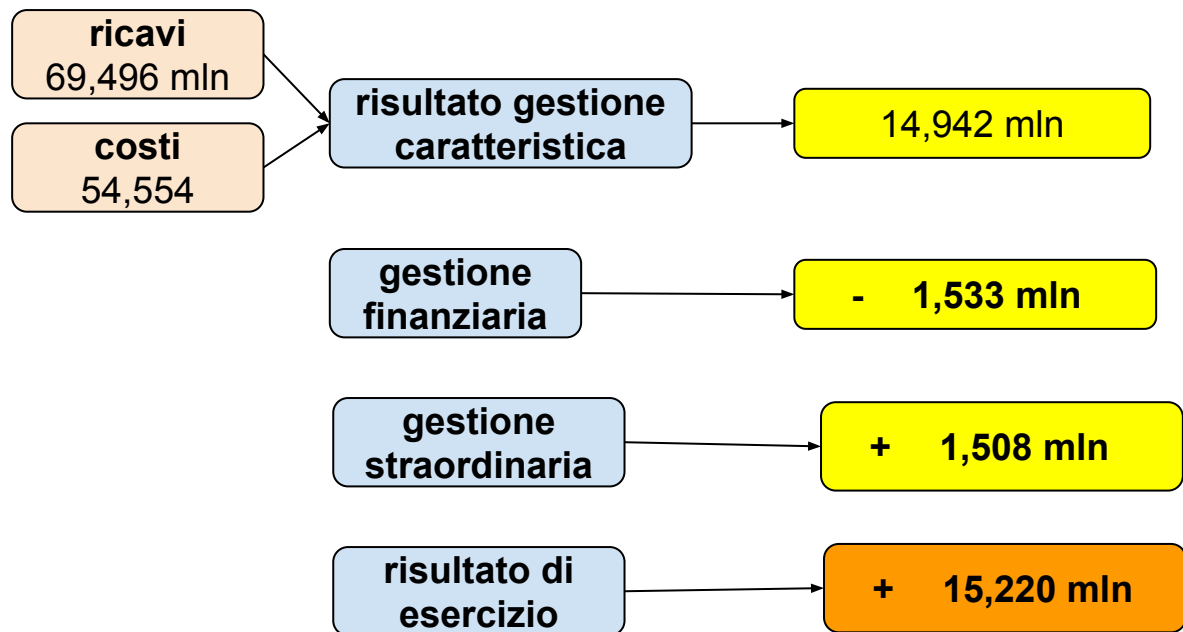 ricavi
69,496 mln
costi
54,554
risultato gestione
caratteristica
14,942 mln
gestione
finanziaria
- 1,533 mln
gestione
straordinaria
+ 1,508 mln
risultato di
esercizio
+ 15,220 mln